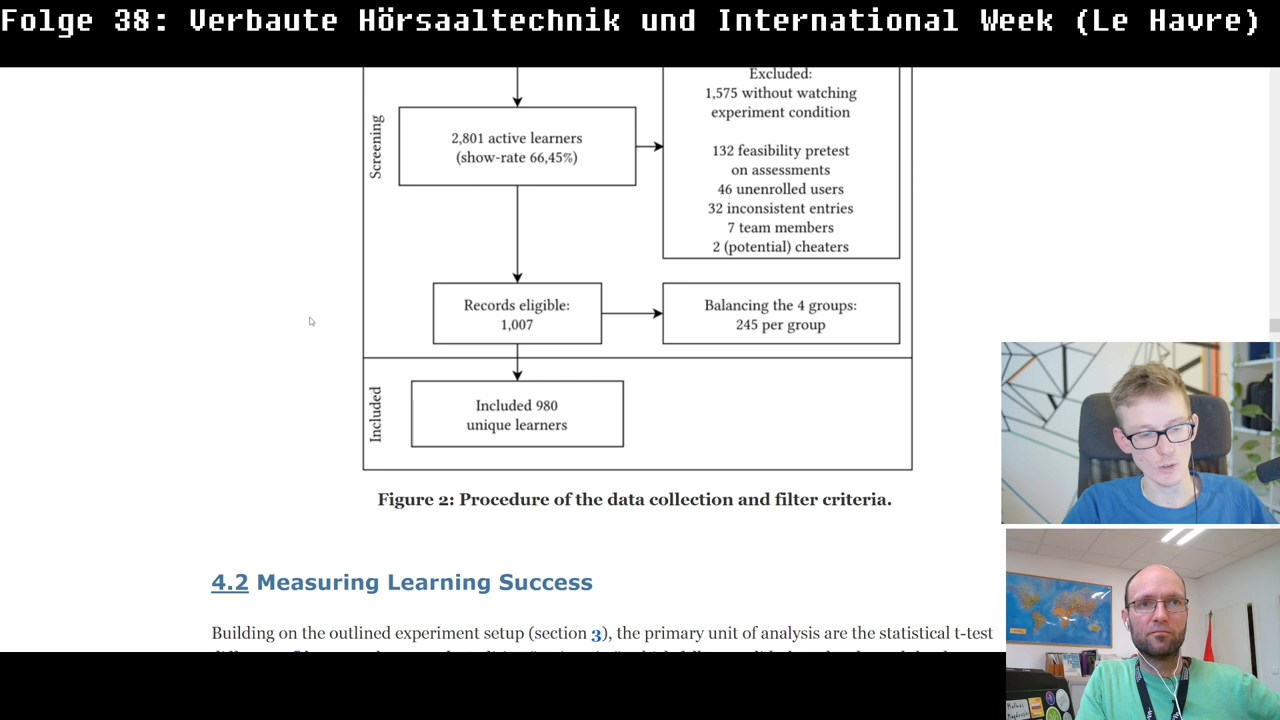 Folge 38: Verbaute Hörsaaltechnik und International Week (Le Havre)
Screening
2,801 active learners
(show-rate 66,45%)
Excluded:
1,575 without watching
experiment condition
132 feasibility pretest
on assessments
46 unenrolled users
32 inconsistent entries
7 team members
2 (potential) cheaters
Records eligible:
1,007
Balancing the 4 groups:
245 per group
Included
Included 980
unique learners
Figure 2: Procedure of the data collection and filter criteria.
4.2 Measuring Learning Success
Building on the outlined experiment setup (section 3), the primary unit of analysis are the statistical t-test